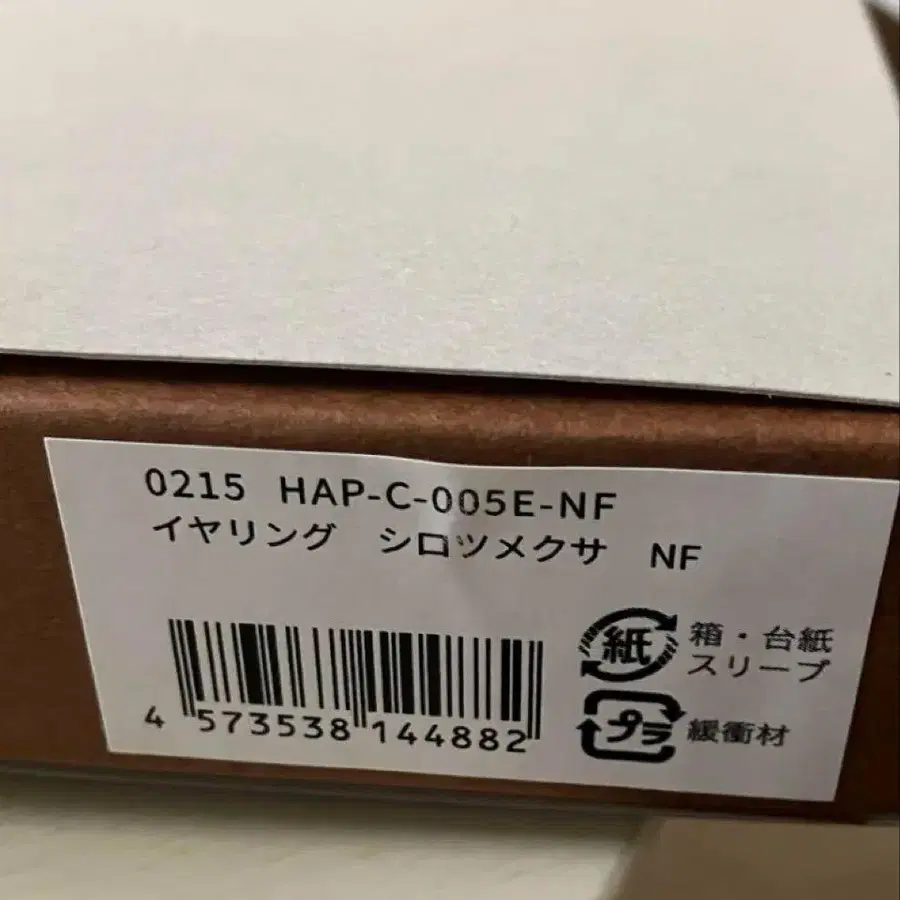 0215 HAP-C-005E-NF
イヤリング シロツメクサ NF
紙 箱・台紙
スリーブ
プラ 緩衝材
4 573538 144882